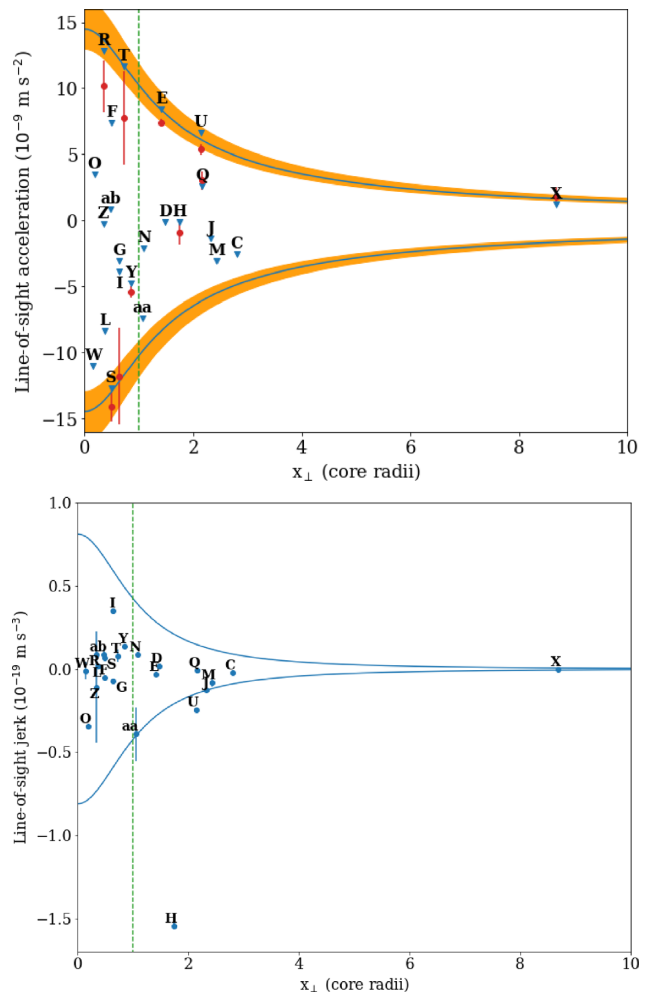 15
10
5
0
−5
−10
−15
Line-of-sight acceleration (10⁻⁹ m s⁻²)
R
T
F
E
U
O
Q
ab
Z
D H
X
J
N
G
M
C
I
Y
aa
L
W
S
0 2 4 6 8 10
x⊥ (core radii)
1.0
0.5
0.0
−0.5
−1.0
−1.5
Line-of-sight jerk (10⁻¹⁹ m s⁻³)
I
Y
ab
T
N
W
R
S
D
E
Q
C
X
L
F
M
J
Z
G
U
O
aa
H
0 2 4 6 8 10
x⊥ (core radii)